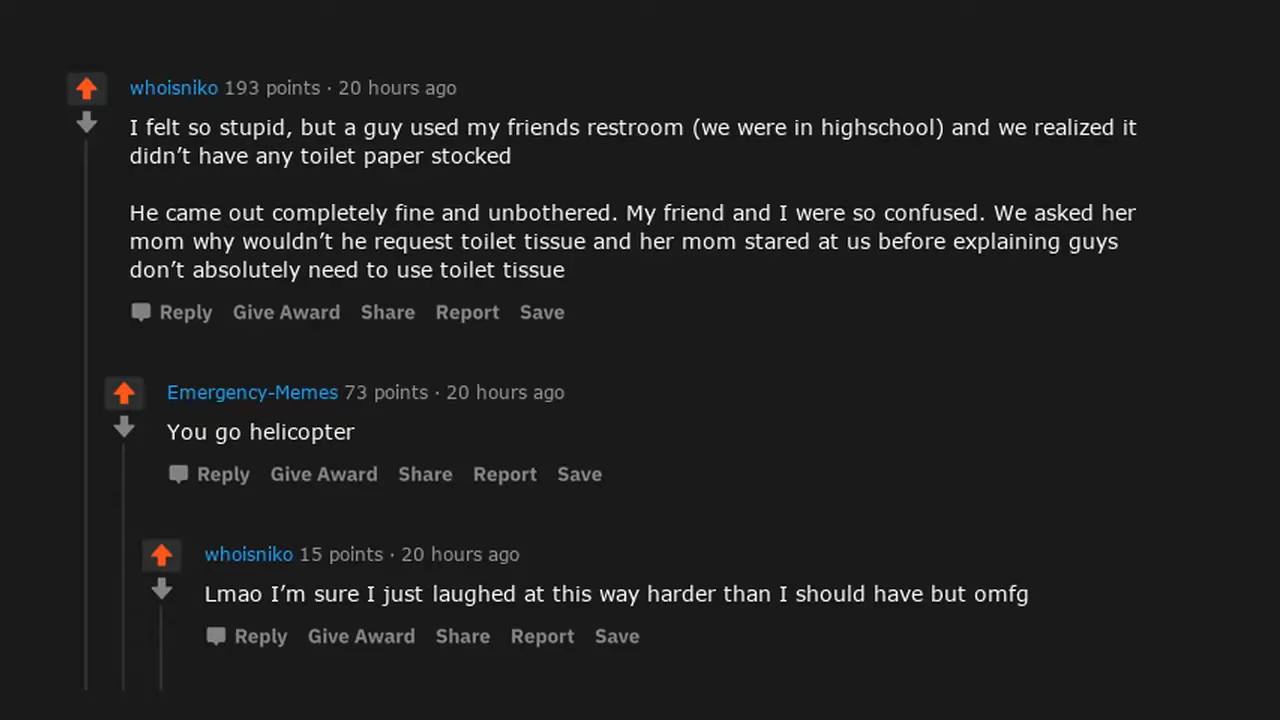 whoisniko 193 points · 20 hours ago
I felt so stupid, but a guy used my friends restroom (we were in highschool) and we realized it
didn’t have any toilet paper stocked
He came out completely fine and unbothered. My friend and I were so confused. We asked her
mom why wouldn’t he request toilet tissue and her mom stared at us before explaining guys
don’t absolutely need to use toilet tissue
Reply Give Award Share Report Save
Emergency-Memes 73 points · 20 hours ago
You go helicopter
Reply Give Award Share Report Save
whoisniko 15 points · 20 hours ago
Lmao I’m sure I just laughed at this way harder than I should have but omfg
Reply Give Award Share Report Save